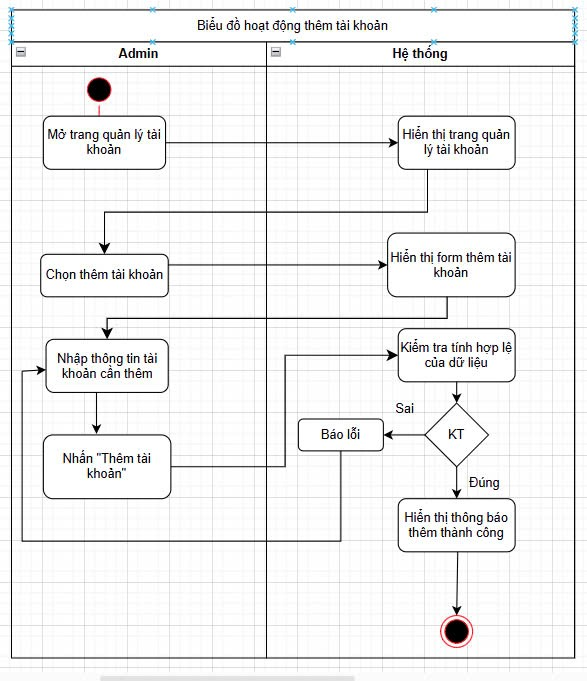 Biểu đồ hoạt động thêm tài khoản
Admin
Hệ thống
Mở trang quản lý tài
khoản
Hiển thị trang quản
lý tài khoản
Chọn thêm tài khoản
Hiển thị form thêm tài
khoản
Nhập thông tin tài
khoản cần thêm
Kiểm tra tính hợp lệ
của dữ liệu
Sai
KT
Báo lỗi
Nhấn "Thêm tài
khoản"
Đúng
Hiển thị thông báo
thêm thành công